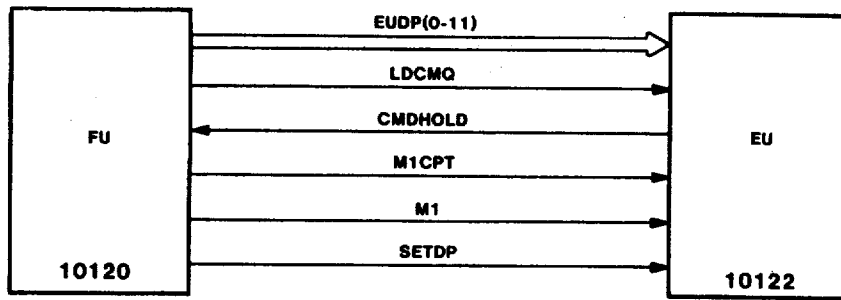 EUDP(0-11)
LDCMQ
CMDHOLD
FU
EU
M1CPT
M1
SETDP
10120
10122